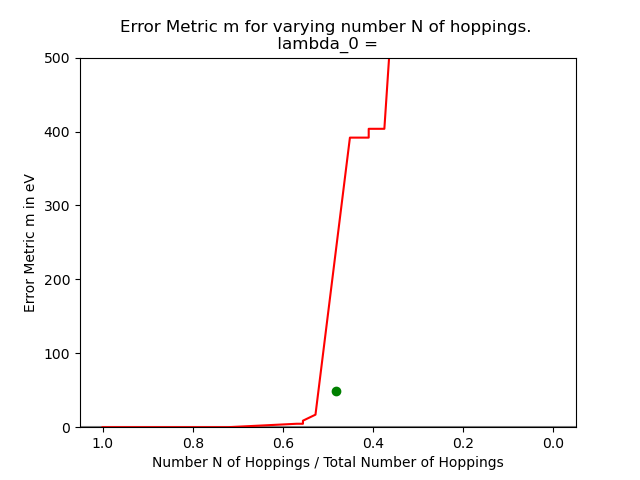 Error Metric m for varying number N of hoppings.
lambda_0 =
500
400
300
200
100
0
Error Metric m in eV
1.0 0.8 0.6 0.4 0.2 0.0
Number N of Hoppings / Total Number of Hoppings